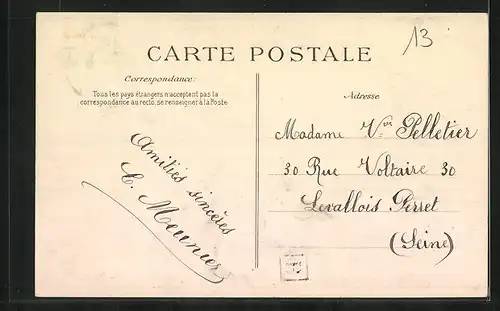 CARTE POSTALE
13
Correspondance:
Tous les pays étrangers n'acceptent pas la
correspondance au recto, se renseigner à la Poste
Amitiés sincères
E. Meunier
Adresse
Madame Vve Pelletier
30 Rue Voltaire 30
Levallois Perret
(Seine)